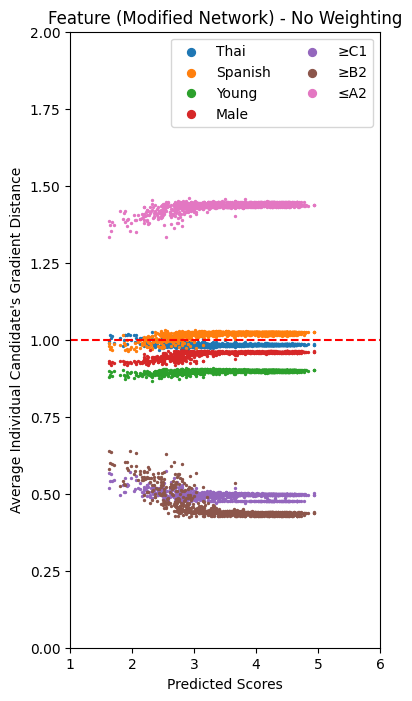 Feature (Modified Network) - No Weighting
2.00
1.75
1.50
1.25
1.00
0.75
0.50
0.25
0.00
Average Individual Candidate's Gradient Distance
Thai
Spanish
Young
Male
≥C1
≥B2
≤A2
1 2 3 4 5 6
Predicted Scores